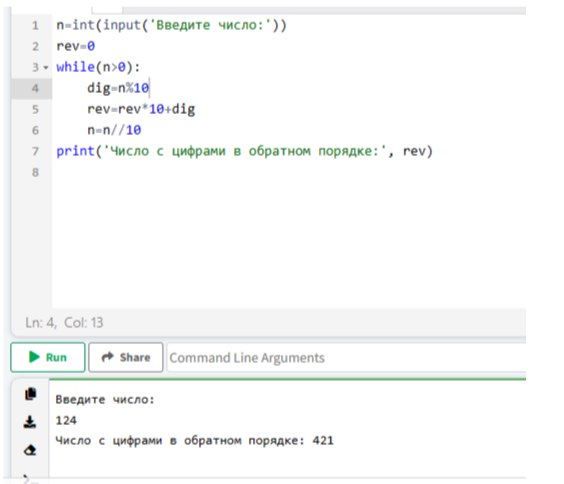 1 n=int(input('Введите число:'))
2 rev=0
3 while(n>0):
4 dig=n%10
5 rev=rev*10+dig
6 n=n//10
7 print('Число с цифрами в обратном порядке:', rev)
8
Ln: 4, Col: 13
Run Share Command Line Arguments
Введите число:
124
Число с цифрами в обратном порядке: 421